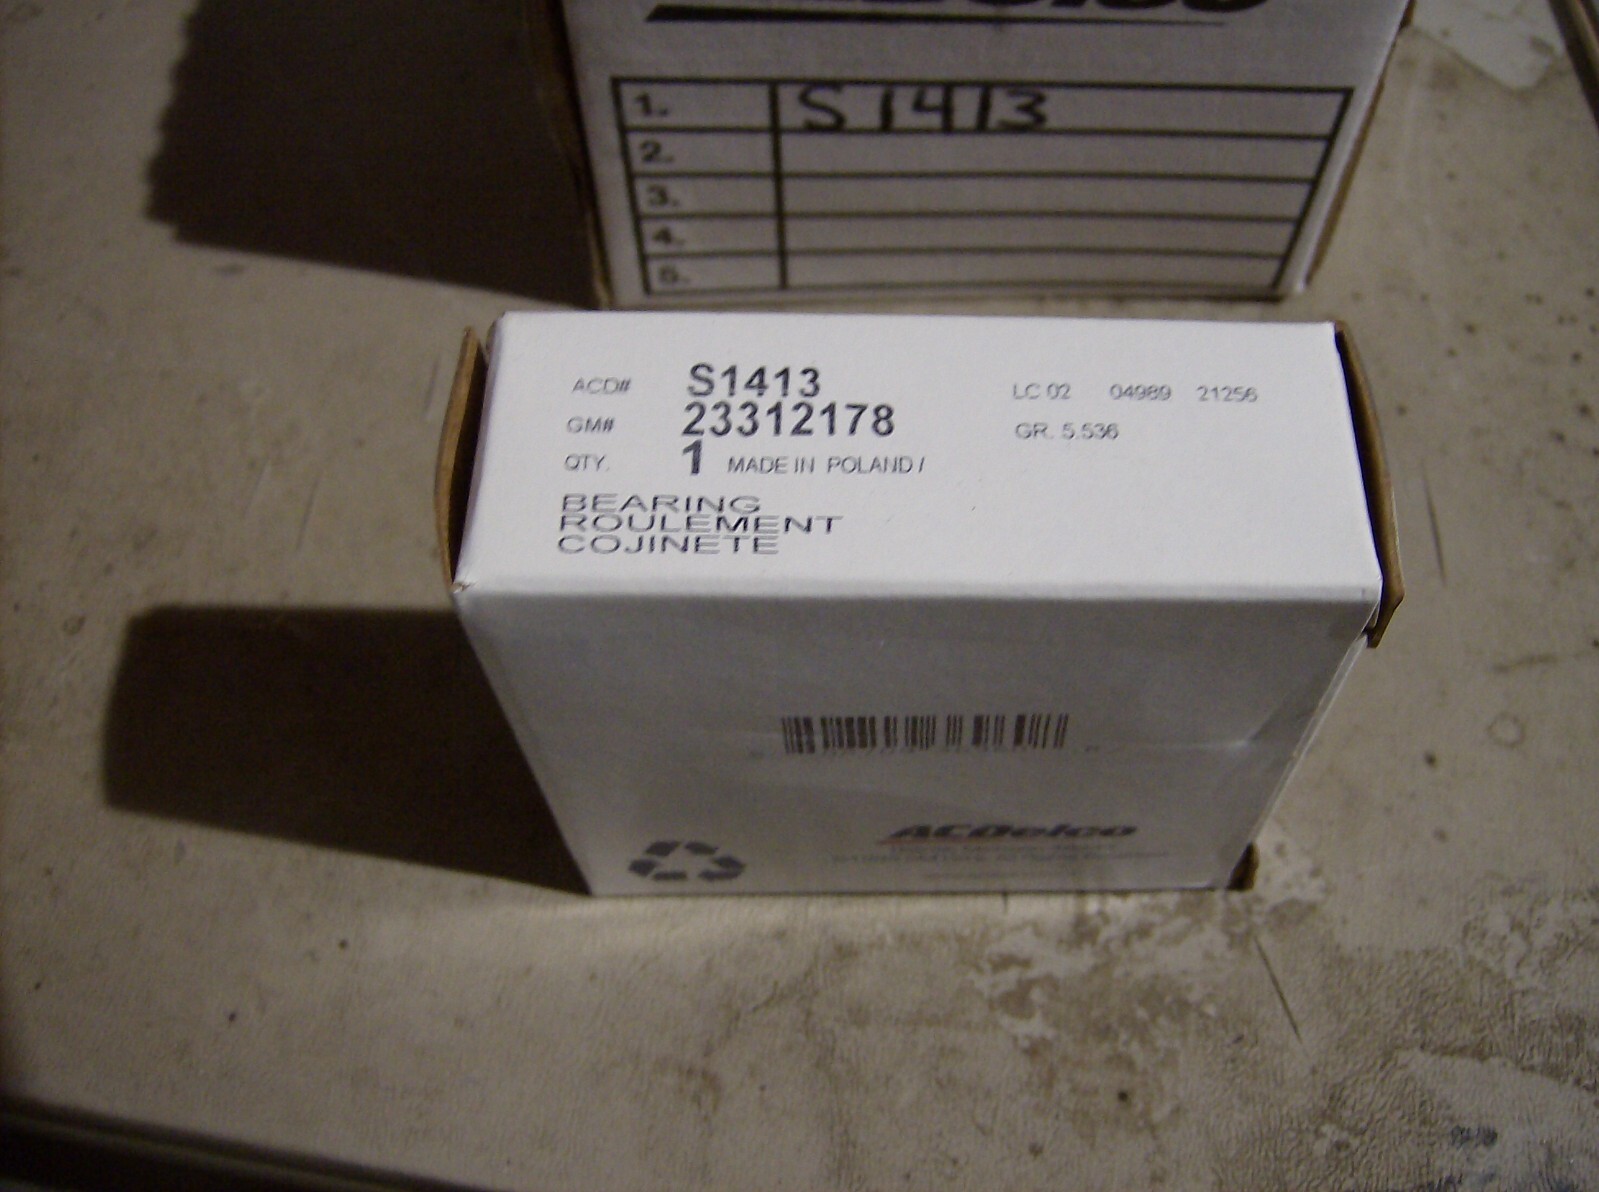 1. S1413
2.
3.
4.
5.
ACD# S1413 LC 02 04989 21256
GM# 23312178 GR. 5.536
QTY. 1 MADE IN POLAND /
BEARING
ROULEMENT
COJINETE
ACDelco